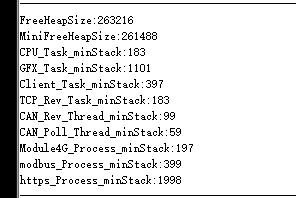 FreeHeapSize:263216
MiniFreeHeapSize:261488
CPU_Task_minStack:183
GFX_Task_minStack:1101
Client_Task_minStack:397
TCP_Rev_Task_minStack:183
CAN_Rev_Thread_minStack:99
CAN_Poll_Thread_minStack:59
Module4G_Process_minStack:197
modbus_Process_minStack:399
https_Process_minStack:1998